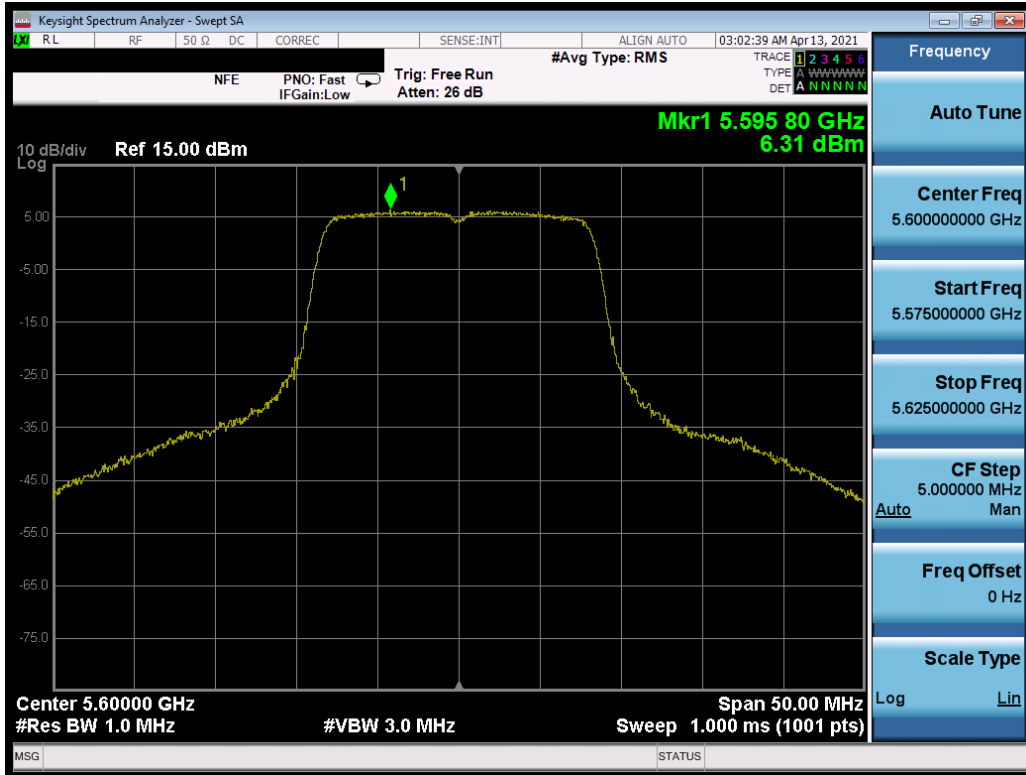 Keysight Spectrum Analyzer - Swept SA
LXI RL RF 50 Ω DC CORREC SENSE:INT ALIGN AUTO 03:02:39 AM Apr 13, 2021
NFE PNO: Fast Trig: Free Run #Avg Type: RMS TRACE 1 2 3 4 5 6
IFGain:Low Atten: 26 dB TYPE A WWWWW
DET A N N N N N
Mkr1 5.595 80 GHz
6.31 dBm
10 dB/div Ref 15.00 dBm
Log
1
5.00
-5.00
-15.0
-25.0
-35.0
-45.0
-55.0
-65.0
-75.0
Center 5.60000 GHz Span 50.00 MHz
#Res BW 1.0 MHz #VBW 3.0 MHz Sweep 1.000 ms (1001 pts)
MSG STATUS
Frequency
Auto Tune
Center Freq
5.600000000 GHz
Start Freq
5.575000000 GHz
Stop Freq
5.625000000 GHz
CF Step
5.000000 MHz
Auto Man
Freq Offset
0 Hz
Scale Type
Log Lin